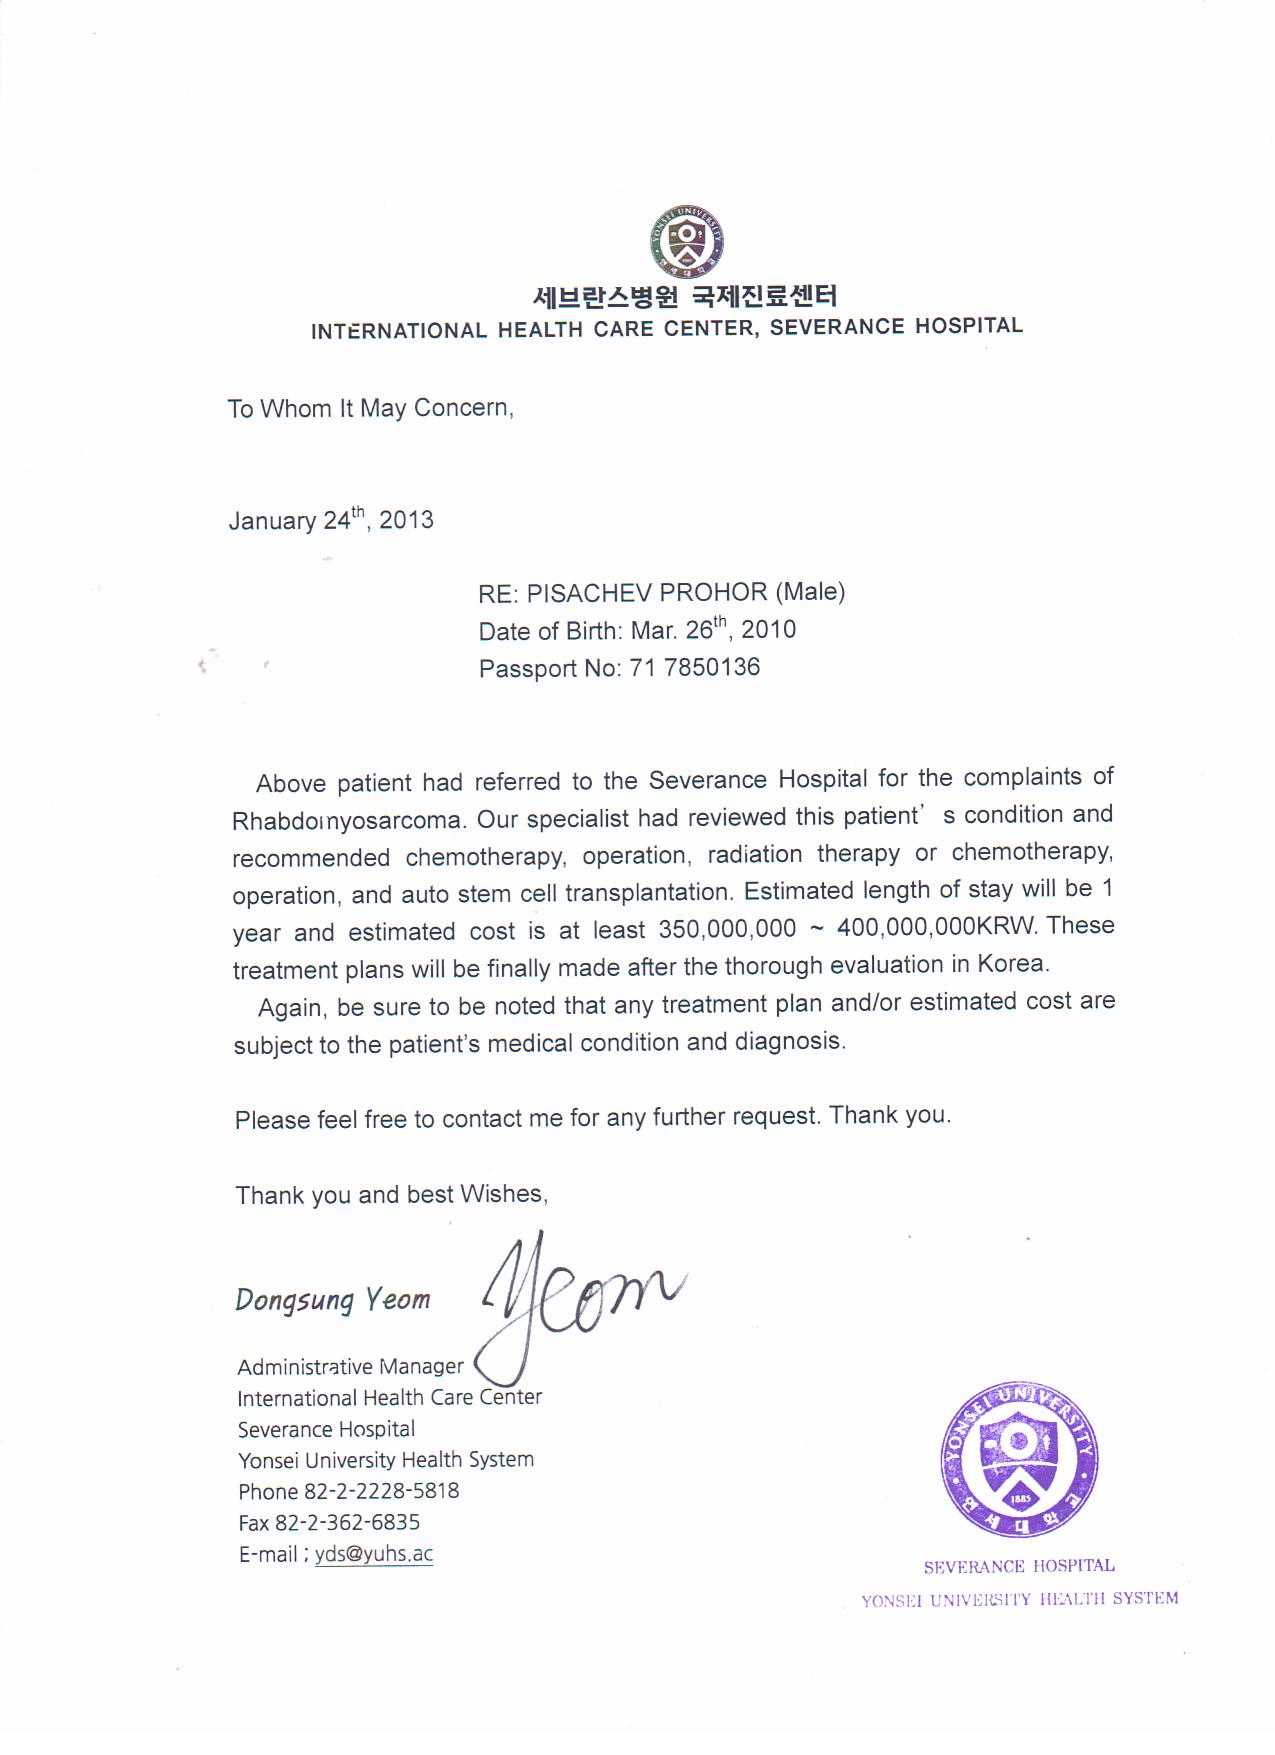 YONSEI UNIVERSITY
연세대학교
세브란스병원 국제진료센터
INTERNATIONAL HEALTH CARE CENTER, SEVERANCE HOSPITAL
To Whom It May Concern,
January 24th, 2013
RE: PISACHEV PROHOR (Male)
Date of Birth: Mar. 26th, 2010
Passport No: 71 7850136
Above patient had referred to the Severance Hospital for the complaints of
Rhabdomyosarcoma. Our specialist had reviewed this patient' s condition and
recommended chemotherapy, operation, radiation therapy or chemotherapy,
operation, and auto stem cell transplantation. Estimated length of stay will be 1
year and estimated cost is at least 350,000,000 ~ 400,000,000KRW. These
treatment plans will be finally made after the thorough evaluation in Korea.
Again, be sure to be noted that any treatment plan and/or estimated cost are
subject to the patient's medical condition and diagnosis.
Please feel free to contact me for any further request. Thank you.
Thank you and best Wishes,
Dongsung Yeom
Yeom
Administrative Manager
International Health Care Center
Severance Hospital
Yonsei University Health System
Phone 82-2-2228-5818
Fax 82-2-362-6835
E-mail ; yds@yuhs.ac
YONSEI UNIVERSITY
1885
연세대학교
SEVERANCE HOSPITAL
YONSEI UNIVERSITY HEALTH SYSTEM